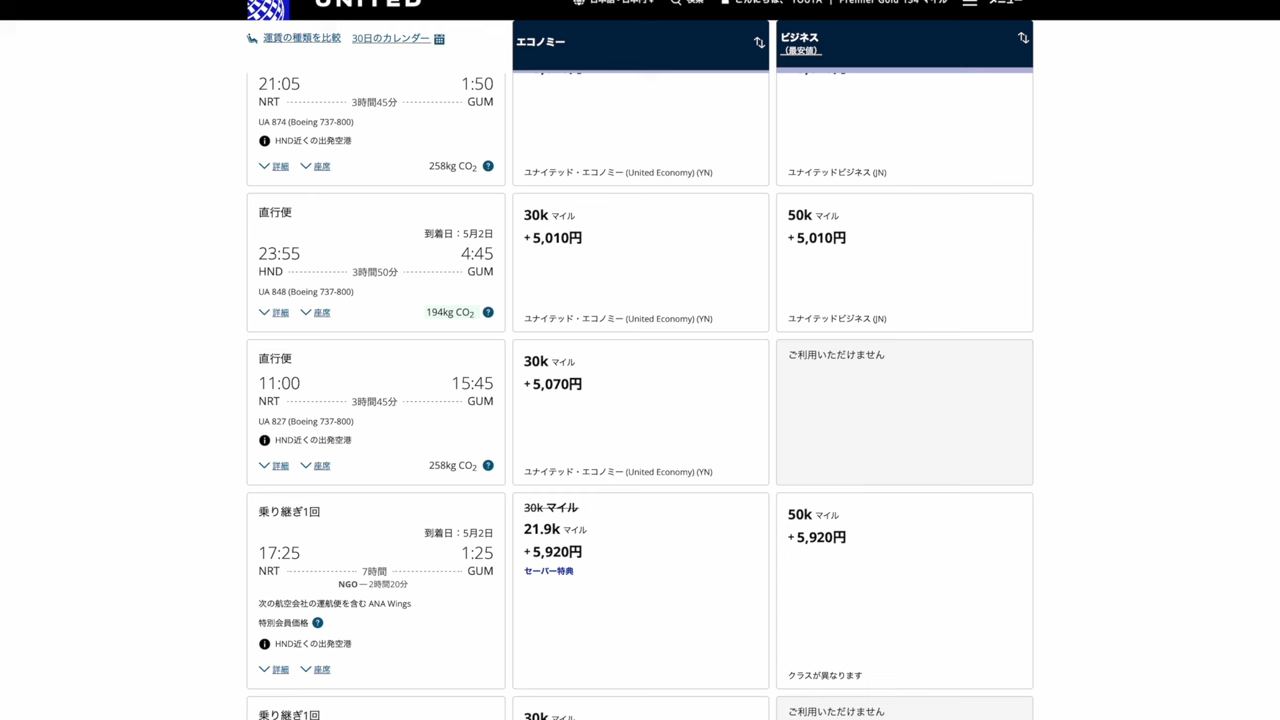 UNITED
運賃の種類を比較
30日のカレンダー
エコノミー
ビジネス
(最安値)
21:05
1:50
NRT
3時間45分
GUM
UA 874 (Boeing 737-800)
HND近くの出発空港
詳細
座席
258kg CO2
ユナイテッド・エコノミー (United Economy) (YN)
ユナイテッドビジネス (JN)
直行便
到着日：5月2日
23:55
4:45
HND
3時間50分
GUM
UA 848 (Boeing 737-800)
詳細
座席
194kg CO2
30k マイル
+ 5,010円
ユナイテッド・エコノミー (United Economy) (YN)
50k マイル
+ 5,010円
ユナイテッドビジネス (JN)
直行便
11:00
15:45
NRT
3時間45分
GUM
UA 827 (Boeing 737-800)
HND近くの出発空港
詳細
座席
258kg CO2
30k マイル
+ 5,070円
ユナイテッド・エコノミー (United Economy) (YN)
ご利用いただけません
乗り継ぎ1回
到着日：5月2日
17:25
1:25
NRT
7時間
GUM
NGO — 2時間20分
次の航空会社の運航便を含む ANA Wings
特別会員価格
HND近くの出発空港
詳細
座席
30k マイル
21.9k マイル
+ 5,920円
セーバー特典
50k マイル
+ 5,920円
クラスが異なります
乗り継ぎ1回
30k マイル
ご利用いただけません